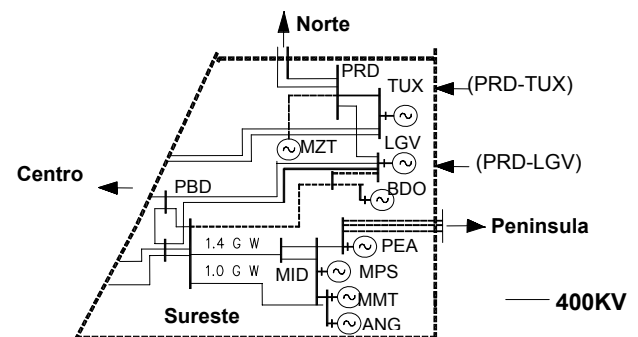 Norte
PRD
TUX
(PRD-TUX)
MZT
LGV
(PRD-LGV)
Centro
PBD
BDO
Peninsula
1.4 G W
PEA
1.0 G W
MID
MPS
MMT
400KV
Sureste
ANG